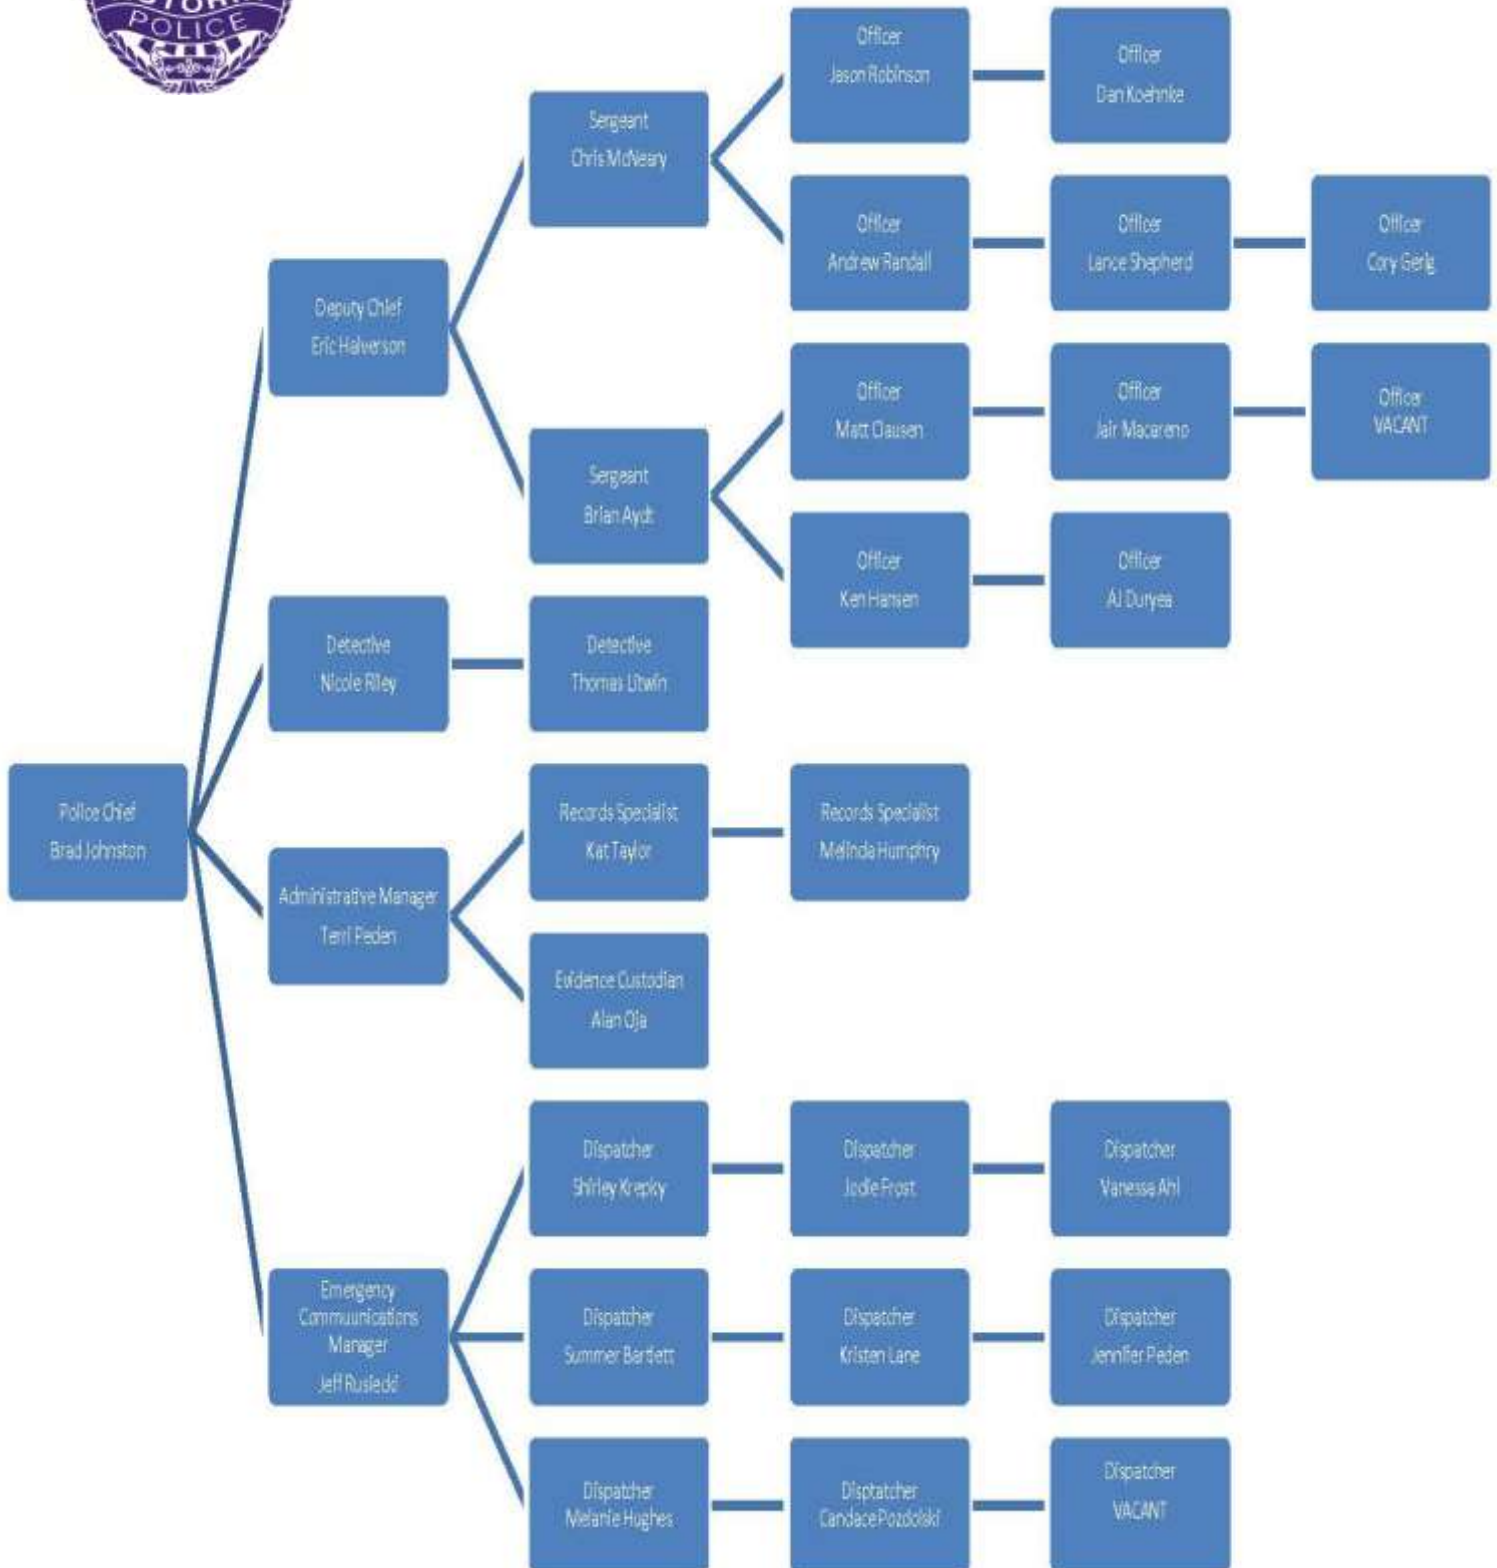 POLICE
Officer
Jason Robinson
Officer
Dan Koehnke
Sergeant
Chris McNeary
Officer
Andrew Randall
Officer
Lance Shepherd
Officer
Cory Gerig
Deputy Chief
Eric Halverson
Officer
Matt Clausen
Officer
Jair Macareno
Officer
VACANT
Sergeant
Brian Aydt
Officer
Ken Hansen
Officer
AJ Duryea
Detective
Nicole Riley
Detective
Thomas Litwin
Police Chief
Brad Johnston
Records Specialist
Kat Taylor
Records Specialist
Melinda Humphry
Administrative Manager
Terri Peden
Evidence Custodian
Alan Oja
Dispatcher
Shirley Krepky
Dispatcher
Jodie Frost
Dispatcher
Vanessa Ahl
Emergency
Commuunications
Manager
Jeff Rusiecki
Dispatcher
Summer Bartlett
Dispatcher
Kristen Lane
Dispatcher
Jennifer Peden
Dispatcher
Melanie Hughes
Disptatcher
Candace Pozdolski
Dispatcher
VACANT